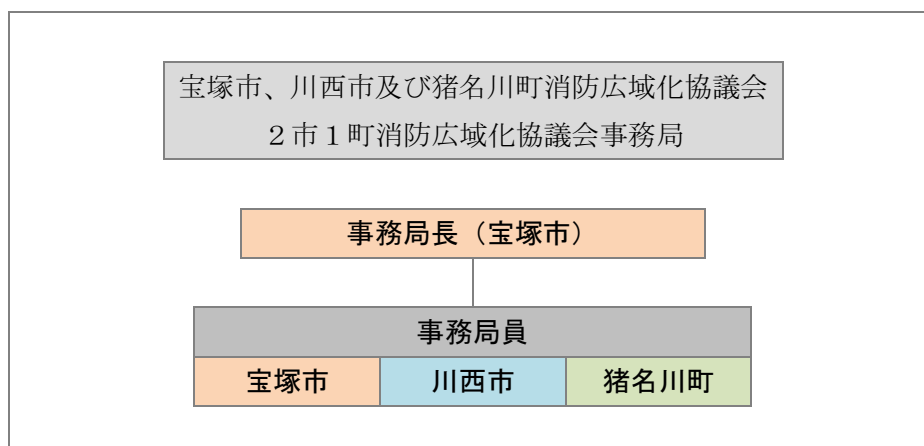 宝塚市、川西市及び猪名川町消防広域化協議会
２市１町消防広域化協議会事務局
事務局長（宝塚市）
事務局員
宝塚市 川西市 猪名川町